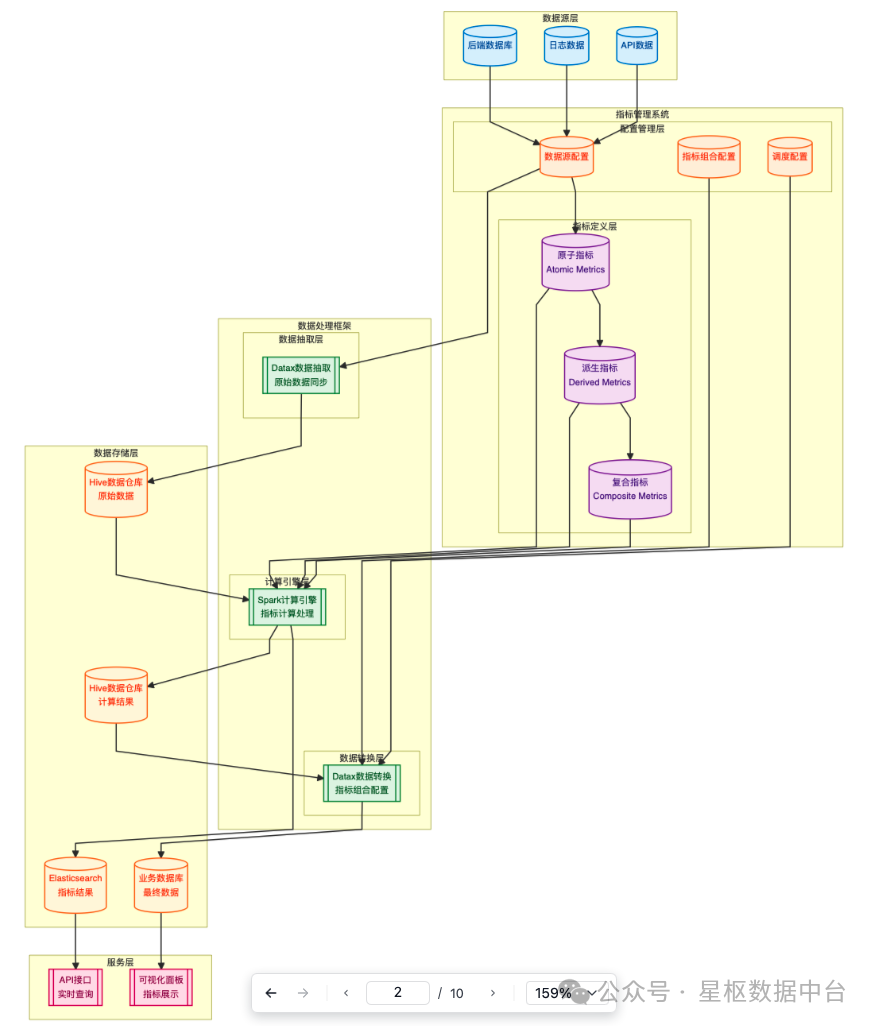 数据源层
后端数据库
日志数据
API数据
指标管理系统
配置管理层
数据源配置
指标组合配置
调度配置
指标定义层
原子指标
Atomic Metrics
派生指标
Derived Metrics
复合指标
Composite Metrics
数据处理框架
数据抽取层
Datax数据抽取
原始数据同步
数据存储层
Hive数据仓库
原始数据
计算引擎层
Spark计算引擎
指标计算处理
Hive数据仓库
计算结果
数据转换层
Datax数据转换
指标组合配置
Elasticsearch
指标结果
业务数据库
最终数据
服务层
API接口
实时查询
可视化面板
指标展示
2 / 10
159%
公众号 · 星枢数据中台